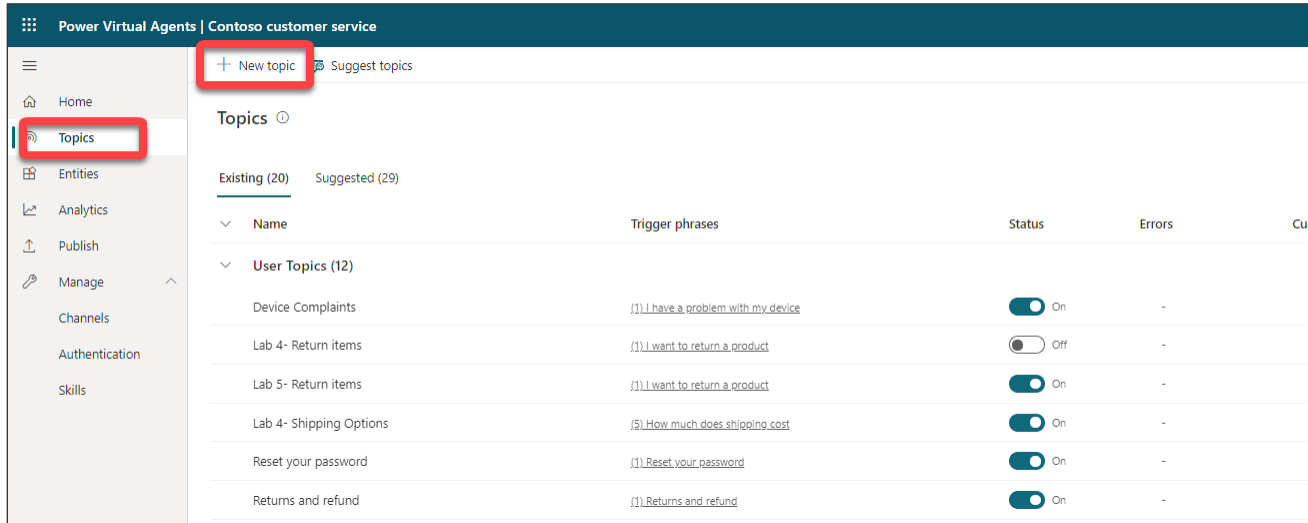 Power Virtual Agents | Contoso customer service
New topic Suggest topics
Home
Topics
Entities
Analytics
Publish
Manage
Channels
Authentication
Skills
Topics
Existing (20) Suggested (29)
Name Trigger phrases Status Errors Cu
User Topics (12)
Device Complaints (1) I have a problem with my device On -
Lab 4- Return items (1) I want to return a product Off -
Lab 5- Return items (1) I want to return a product On -
Lab 4- Shipping Options (5) How much does shipping cost On -
Reset your password (1) Reset your password On -
Returns and refund (1) Returns and refund On -